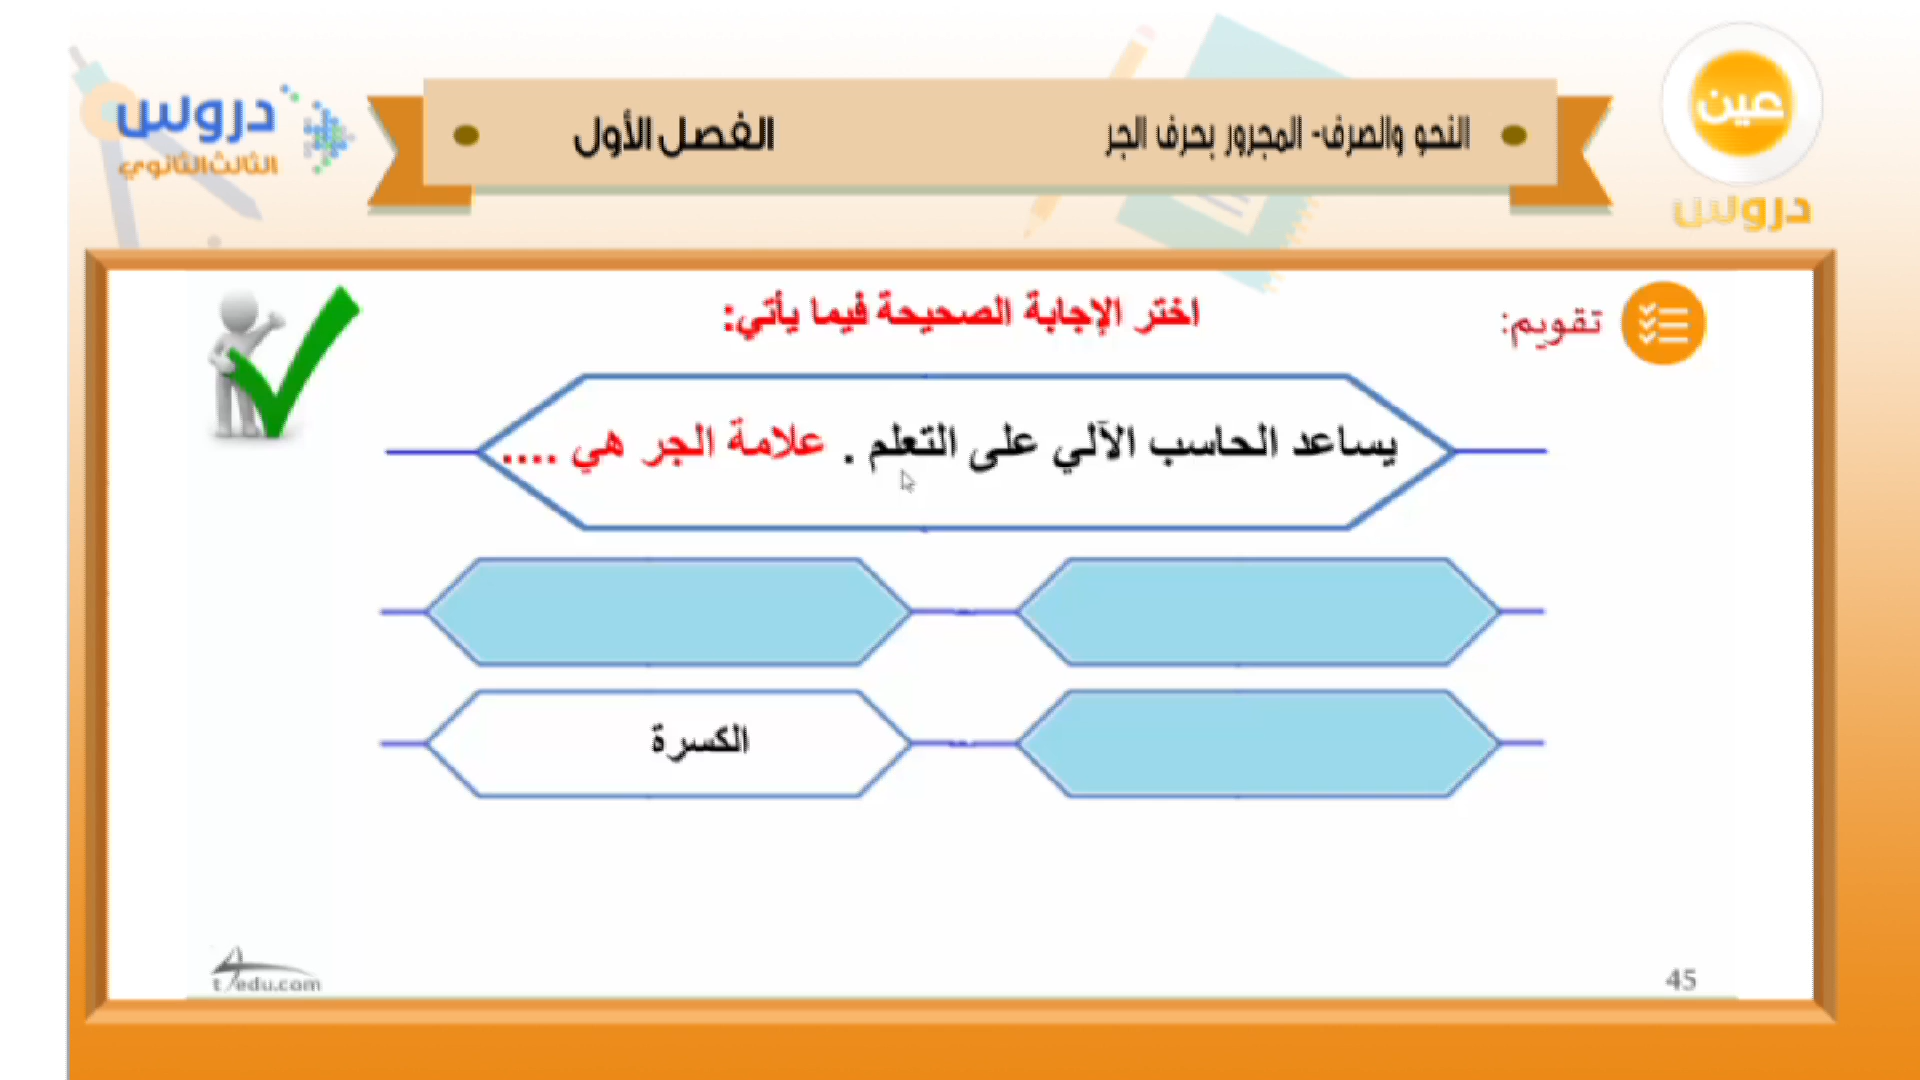 عين
دروس
النحو والصرف- المجرور بحرف الجر
الفصل الأول
دروس
الثالث الثانوي
تقويم:
اختر الإجابة الصحيحة فيما يأتي:
يساعد الحاسب الآلي على التعلم . علامة الجر هي ....
الكسرة
t7edu.com
45